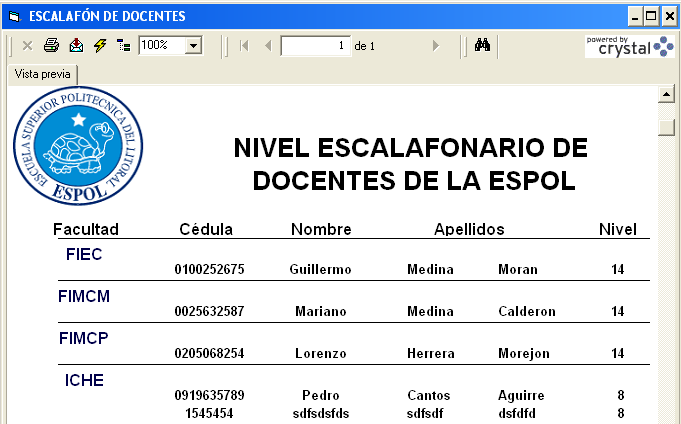 ESCALAFÓN DE DOCENTES
100% 1 de 1 powered by crystal
Vista previa
ESCUELA SUPERIOR POLITECNICA DEL LITORAL
ESPOL
NIVEL ESCALAFONARIO DE
DOCENTES DE LA ESPOL
Facultad Cédula Nombre Apellidos Nivel
FIEC
0100252675 Guillermo Medina Moran 14
FIMCM
0025632587 Mariano Medina Calderon 14
FIMCP
0205068254 Lorenzo Herrera Morejon 14
ICHE
0919635789 Pedro Cantos Aguirre 8
1545454 sdfsdsfds sdfsdf dsfdfd 8